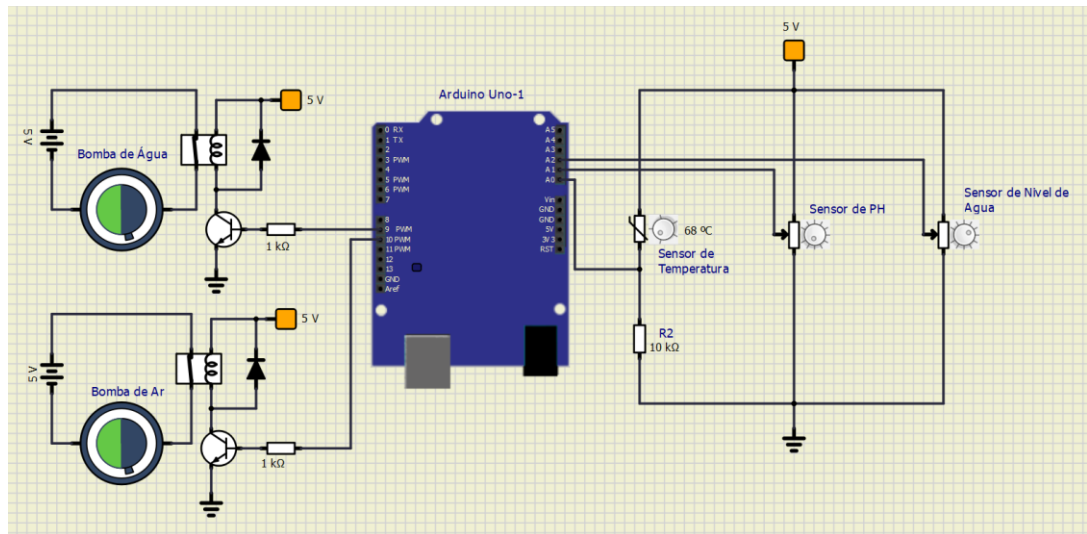 5 V
Bomba de Água
5 V
1 kΩ
5 V
Bomba de Ar
5 V
1 kΩ
Arduino Uno-1
0 RX
1 TX
2
3 PWM
4
5 PWM
6 PWM
7
8
9 PWM
10 PWM
11 PWM
12
13
GND
Aref
A5
A4
A3
A2
A1
A0
Vin
GND
GND
5V
3V3
RST
5 V
68 ºC
Sensor de
Temperatura
R2
10 kΩ
Sensor de PH
Sensor de Nivel de
Agua